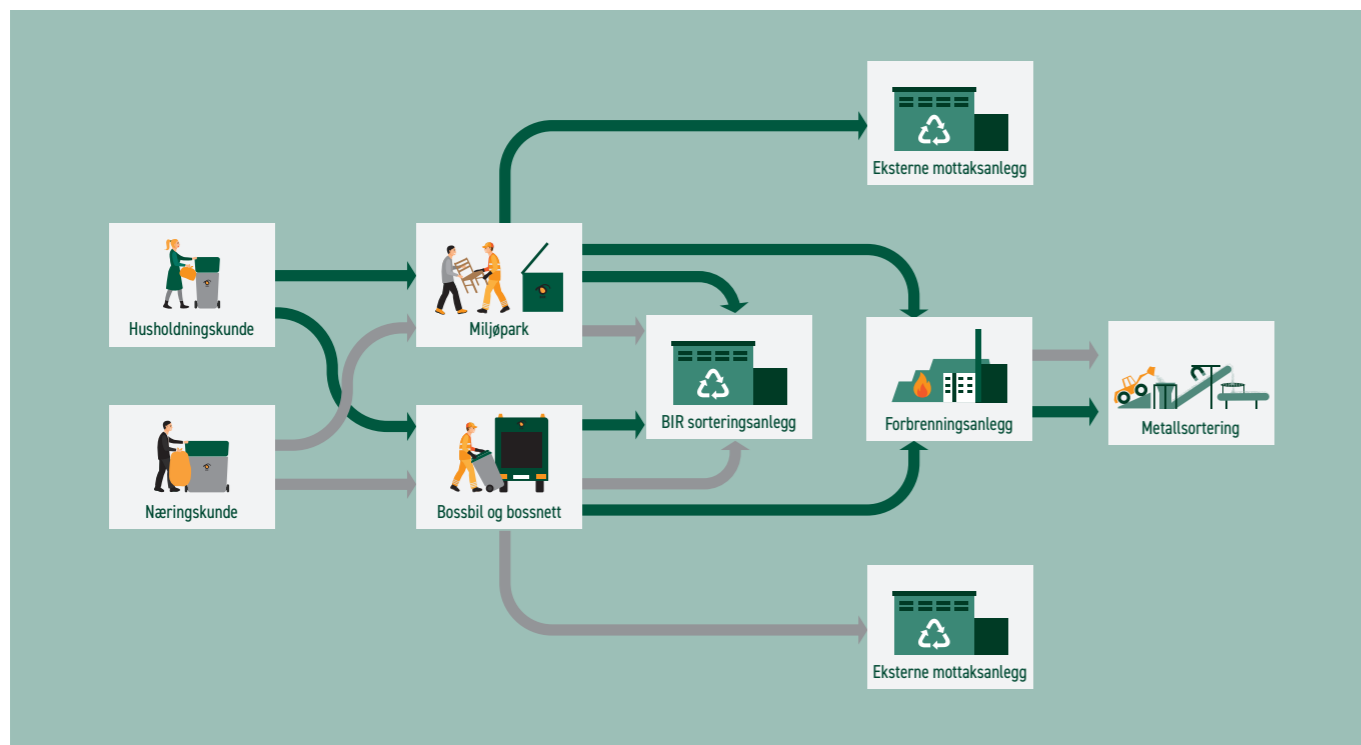 Eksterne mottaksanlegg
Husholdningskunde
Miljøpark
BIR sorteringsanlegg
Forbrenningsanlegg
Metallsortering
Næringskunde
Bossbil og bossnett
Eksterne mottaksanlegg